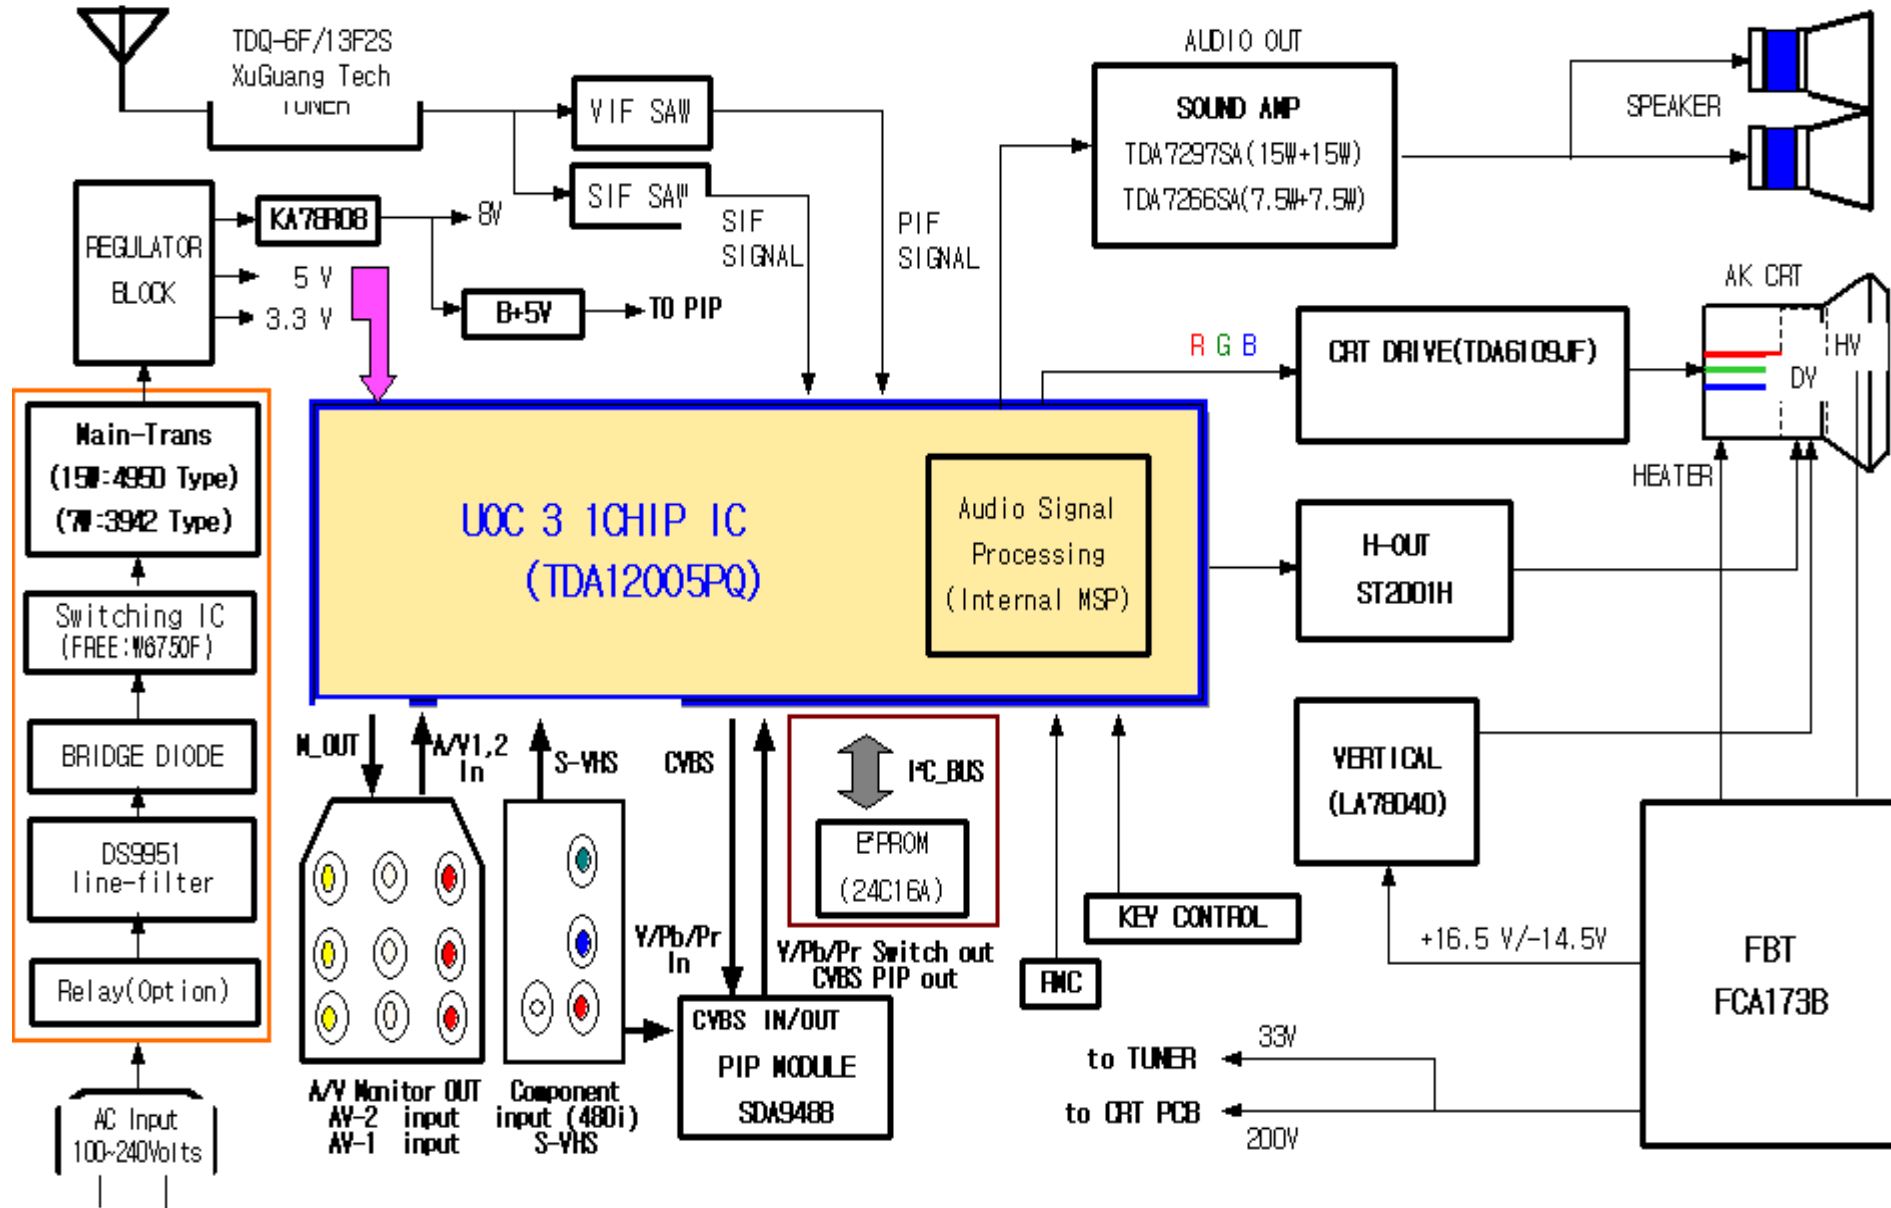 TDQ-6F/13F2S
XuGuang Tech
TUNER
VIF SAW
SIF SAW
SIF
SIGNAL
PIF
SIGNAL
AUDIO OUT
SOUND AMP
TDA7297SA(15W+15W)
TDA7266SA(7.5W+7.5W)
SPEAKER
REGULATOR
BLOCK
KA78R08
8V
5 V
3.3 V
B+5V
TO PIP
R G B
CRT DRIVE(TDA6109JF)
AK CRT
HV
DV
HEATER
Main-Trans
(15W:4950 Type)
(7W:3942 Type)
Switching IC
(FREE:W6750F)
BRIDGE DIODE
DS9951
line-filter
Relay(Option)
AC Input
100~240Volts
UOC 3 1CHIP IC
(TDA12005PQ)
Audio Signal
Processing
(Internal MSP)
H-OUT
ST2001H
VERTICAL
(LA78040)
M_OUT
A/V1,2
In
S-VHS
CVBS
I²C_BUS
E²PROM
(24C16A)
Y/Pb/Pr
In
Y/Pb/Pr Switch out
CVBS PIP out
RMC
KEY CONTROL
+16.5 V/-14.5V
FBT
FCA173B
CVBS IN/OUT
PIP MODULE
SDA9488
A/V Monitor OUT
AV-2 input
AV-1 input
Component
input (480i)
S-VHS
to TUNER
33V
to CRT PCB
200V